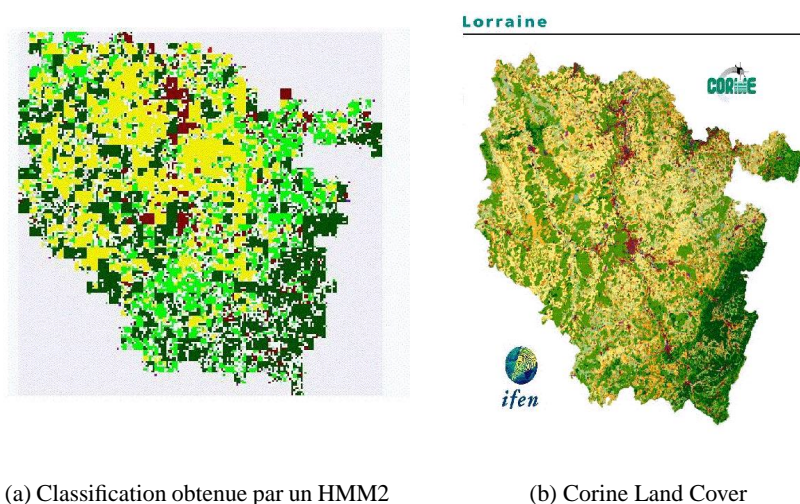 Lorraine
CORINE
ifen
(a) Classification obtenue par un HMM2
(b) Corine Land Cover